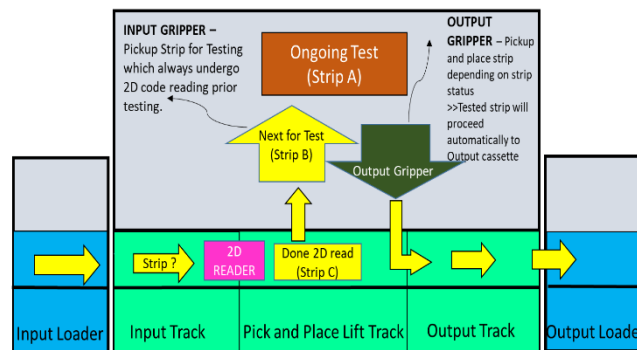 INPUT GRIPPER –
Pickup Strip for Testing
which always undergo
2D code reading prior
testing.
Ongoing Test
(Strip A)
OUTPUT
GRIPPER – Pickup
and place strip
depending on strip
status
>>Tested strip will
proceed
automatically to
Output cassette
Next for Test
(Strip B)
Output Gripper
Strip ?
2D
READER
Done 2D read
(Strip C)
Input Loader
Input Track
Pick and Place Lift Track
Output Track
Output Loade